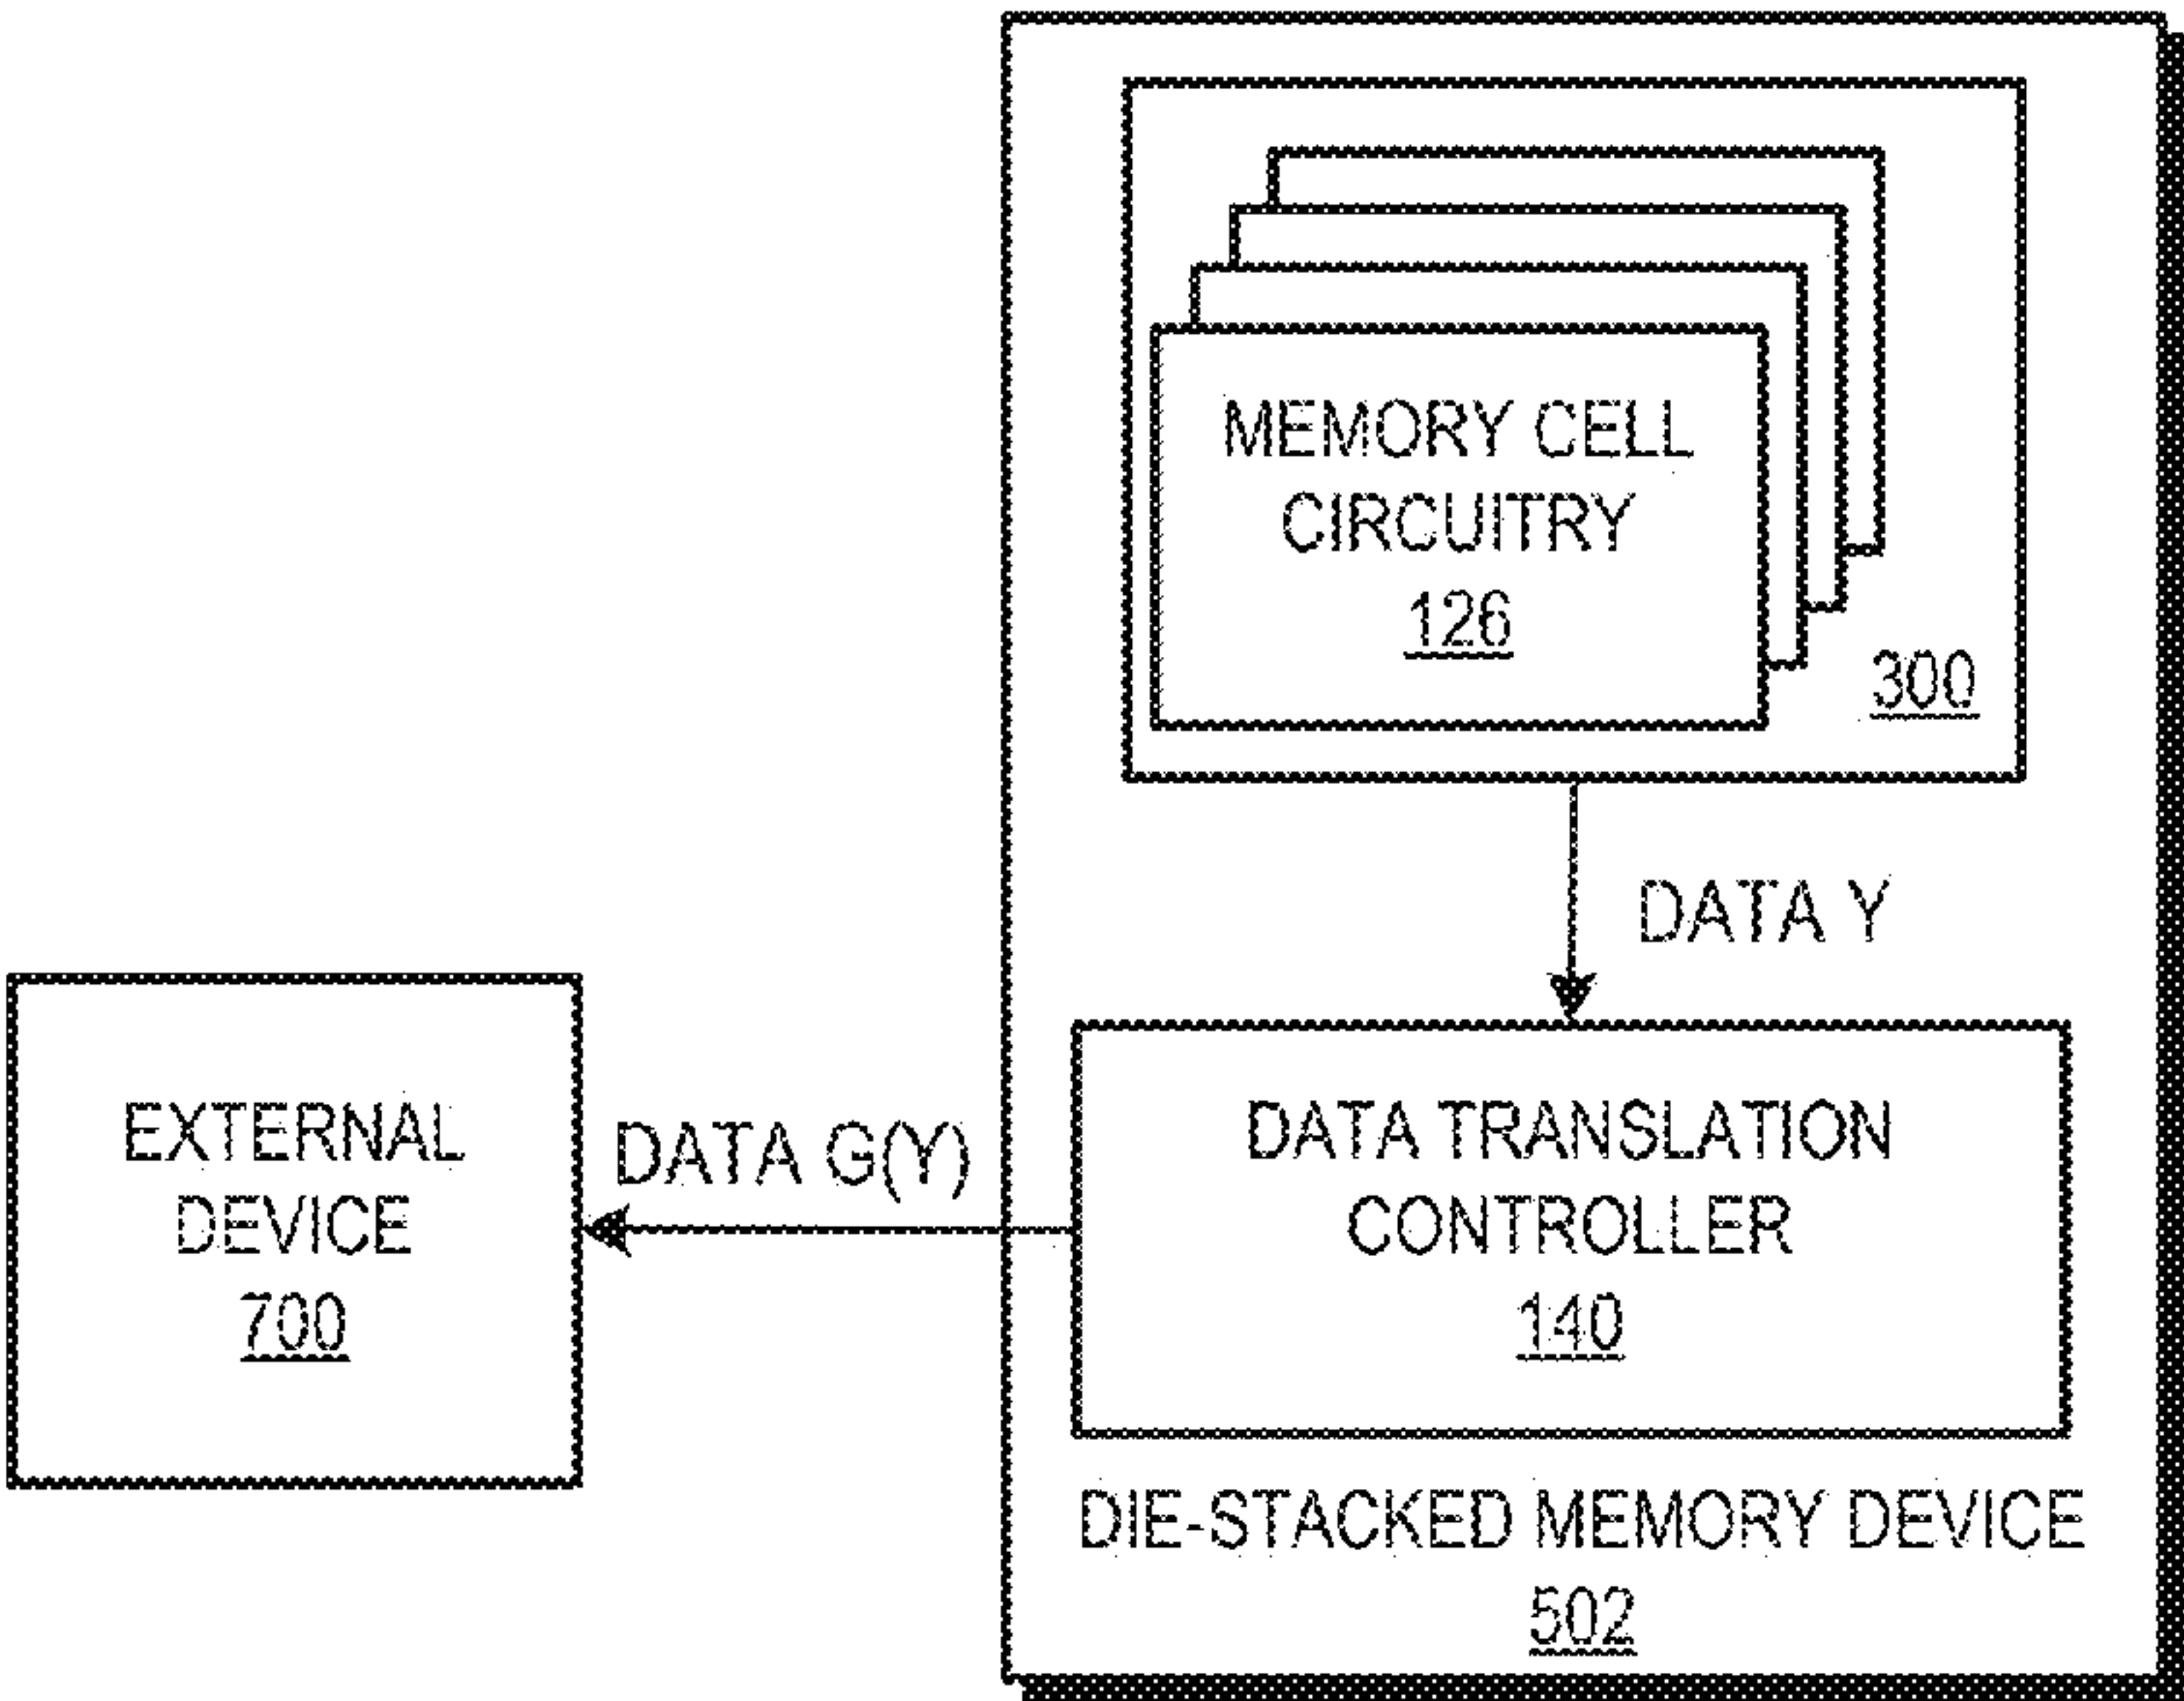 MEMORY CELL
CIRCUITRY
126
300
DATA Y
EXTERNAL
DEVICE
700
DATA G(Y)
DATA TRANSLATION
CONTROLLER
140
DIE-STACKED MEMORY DEVICE
502